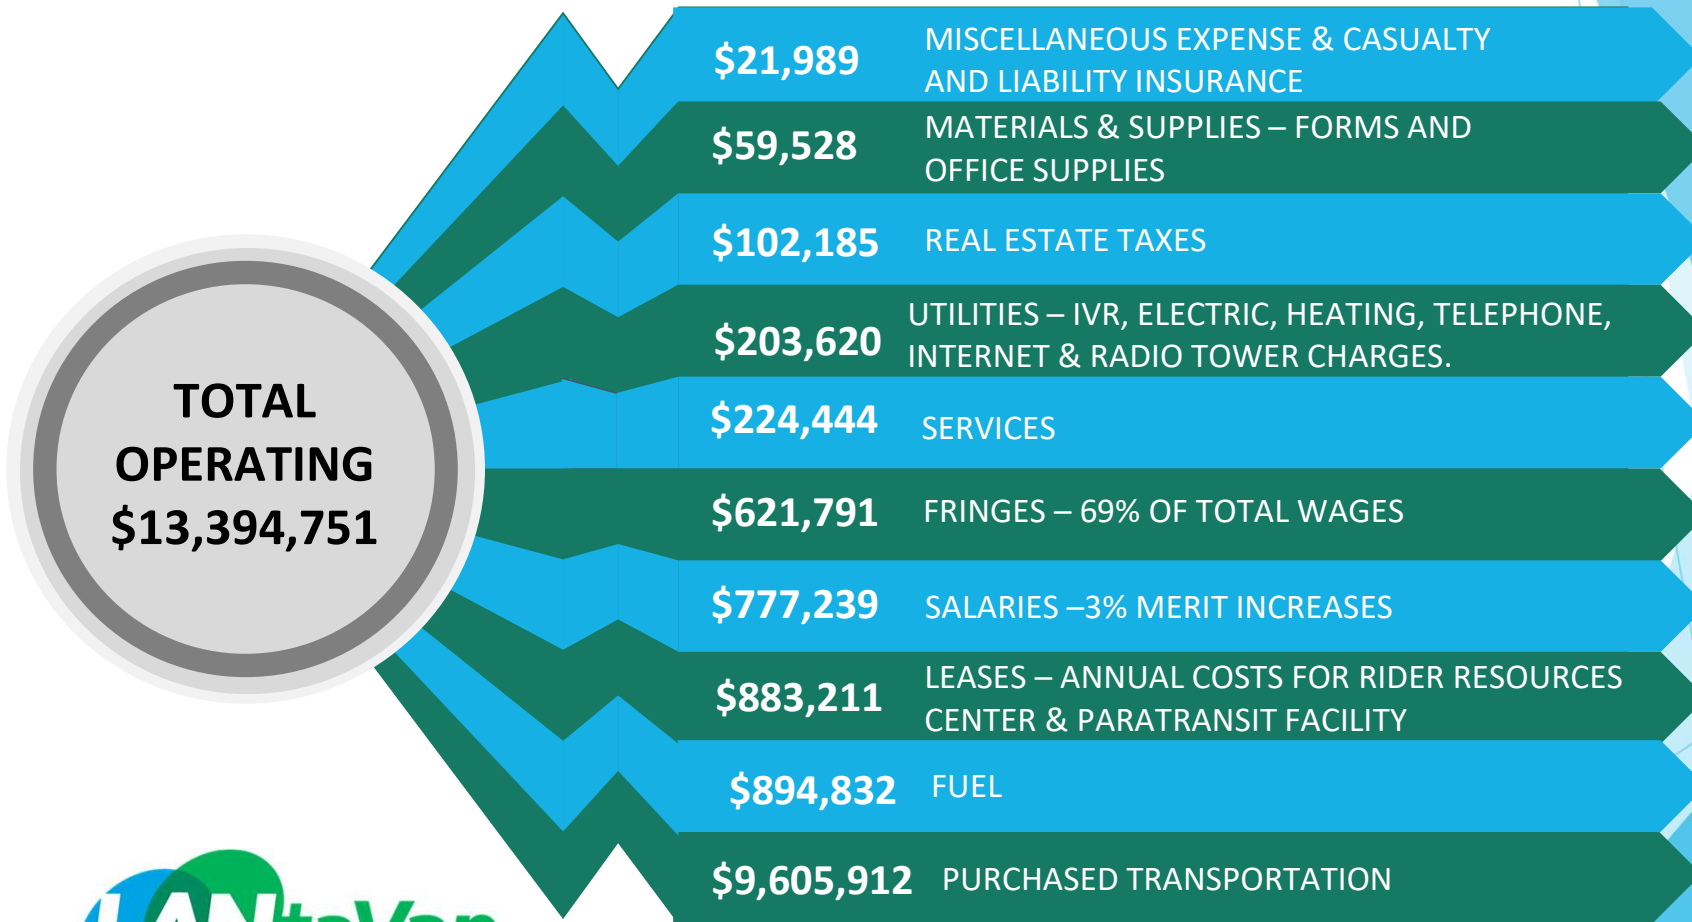 $21,989
MISCELLANEOUS EXPENSE & CASUALTY
AND LIABILITY INSURANCE
$59,528
MATERIALS & SUPPLIES – FORMS AND
OFFICE SUPPLIES
$102,185
REAL ESTATE TAXES
$203,620
UTILITIES – IVR, ELECTRIC, HEATING, TELEPHONE,
INTERNET & RADIO TOWER CHARGES.
$224,444
SERVICES
$621,791
FRINGES – 69% OF TOTAL WAGES
$777,239
SALARIES –3% MERIT INCREASES
$883,211
LEASES – ANNUAL COSTS FOR RIDER RESOURCES
CENTER & PARATRANSIT FACILITY
$894,832
FUEL
$9,605,912
PURCHASED TRANSPORTATION
TOTAL
OPERATING
$13,394,751
LANtaVan